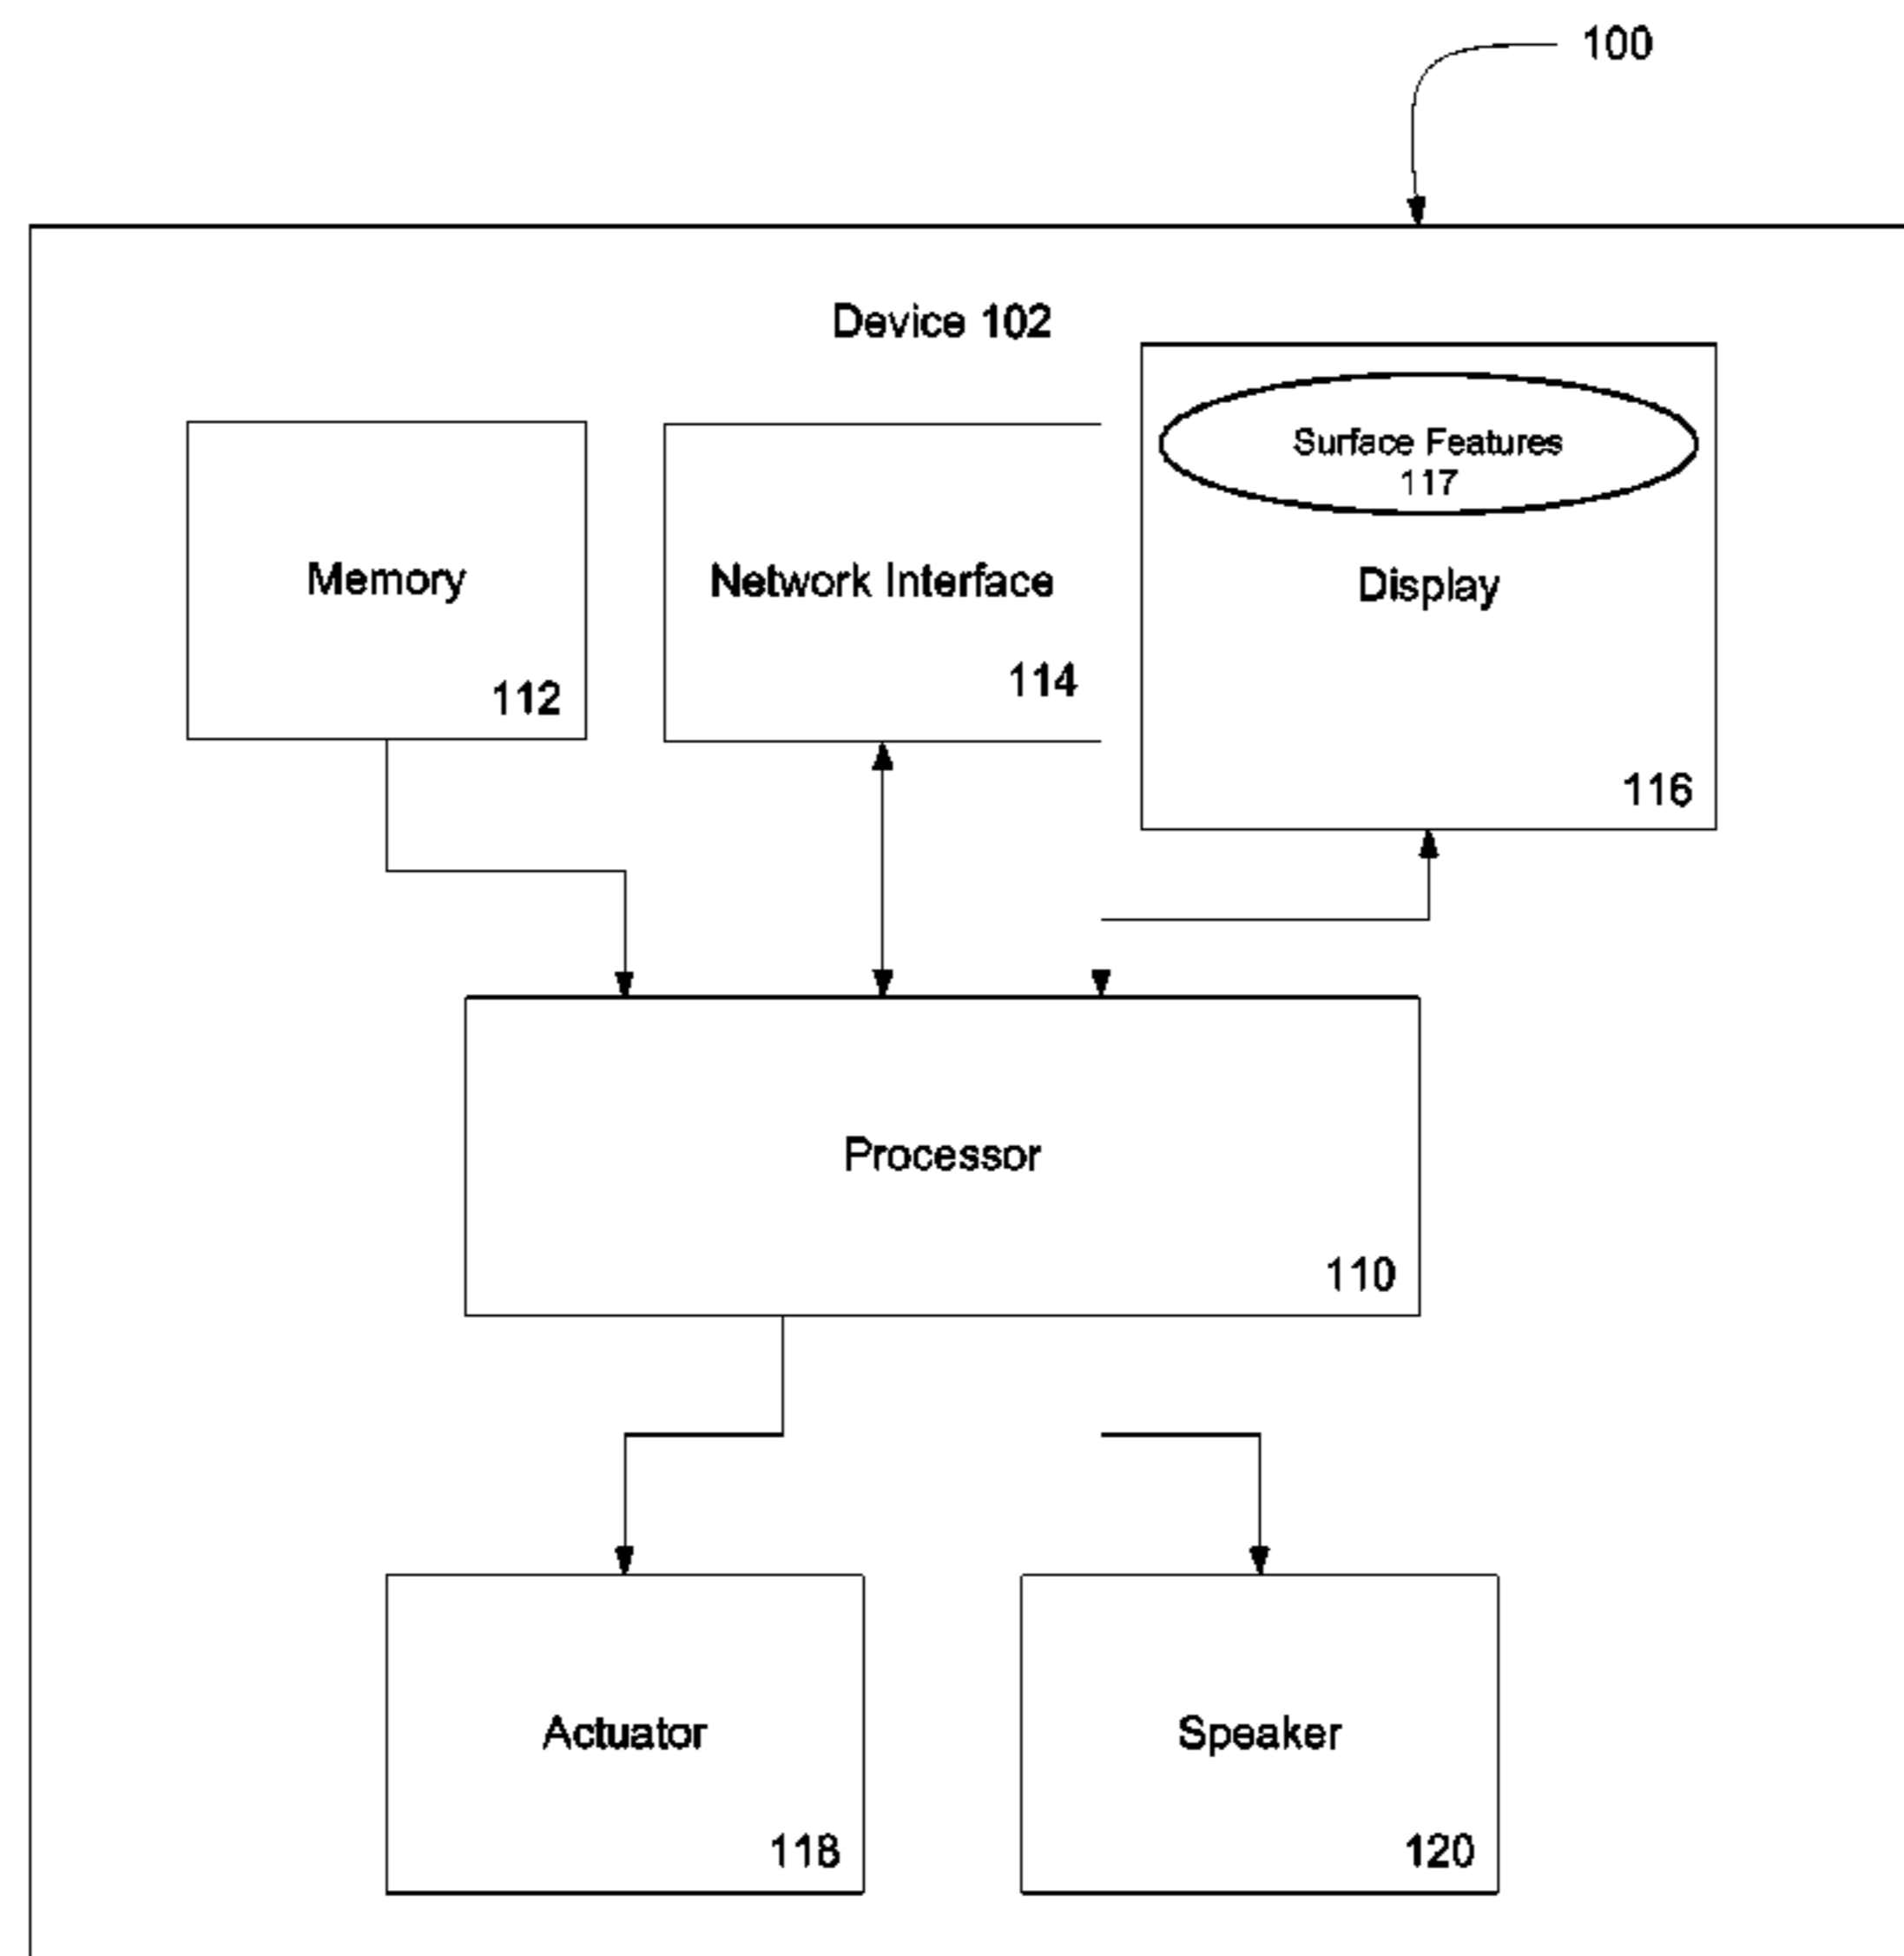 100
Device 102
Surface Features
117
Memory
Network Interface
Display
112
114
116
Processor
110
Actuator
Speaker
118
120